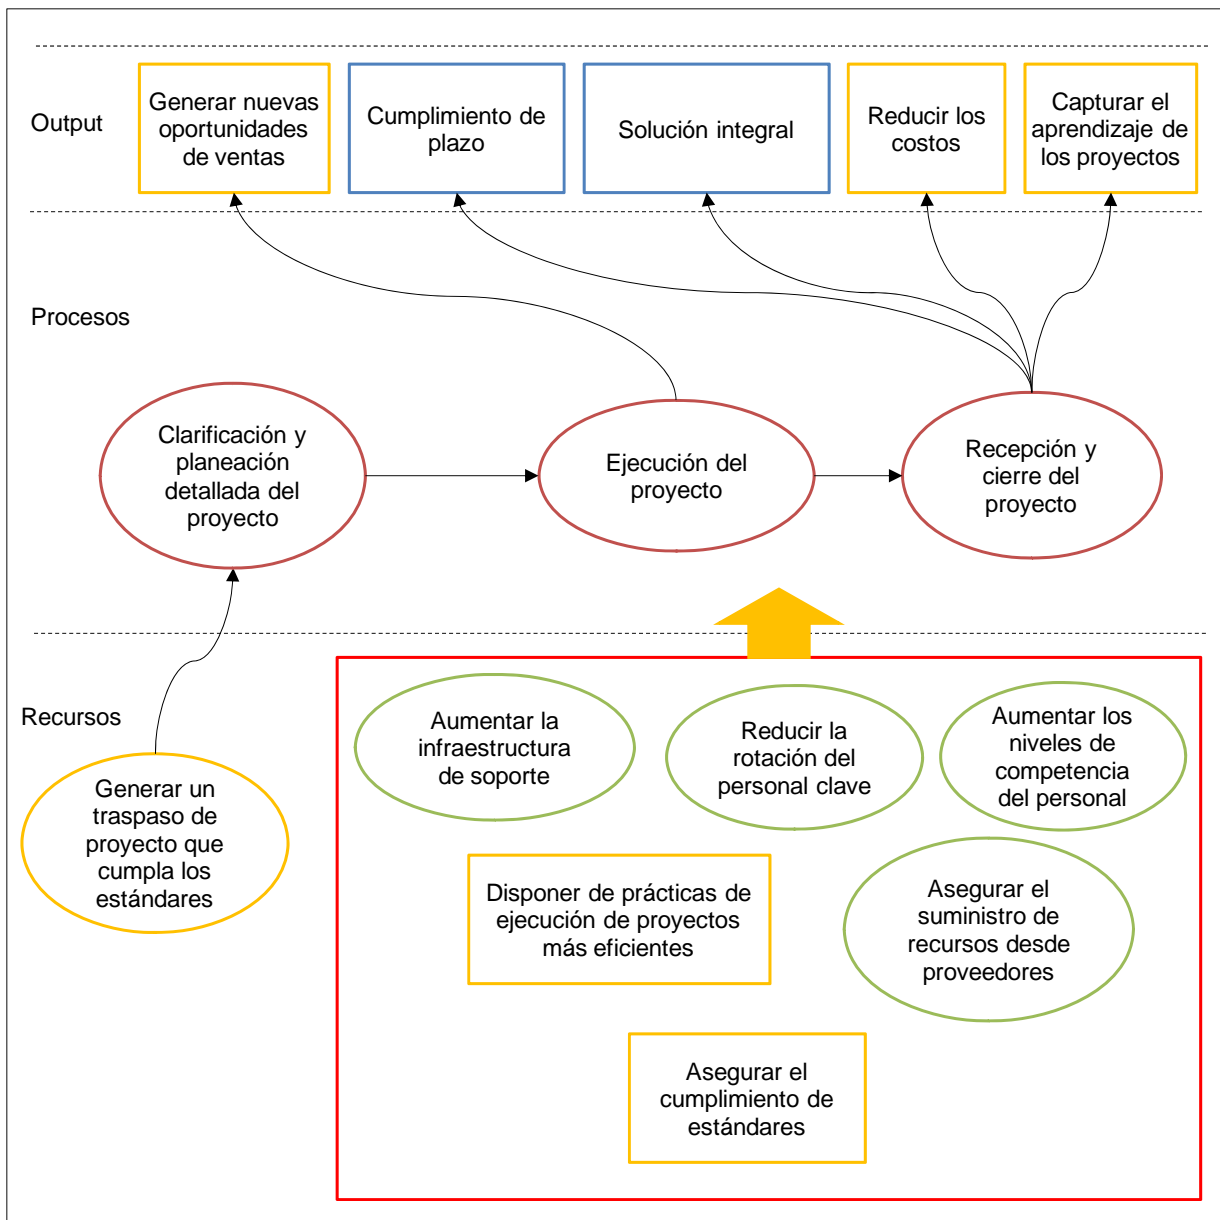 Output
Generar nuevas
oportunidades
de ventas
Cumplimiento de
plazo
Solución integral
Reducir los
costos
Capturar el
aprendizaje de
los proyectos
Procesos
Clarificación y
planeación
detallada del
proyecto
Ejecución del
proyecto
Recepción y
cierre del
proyecto
Recursos
Generar un
traspaso de
proyecto que
cumpla los
estándares
Aumentar la
infraestructura
de soporte
Reducir la
rotación del
personal clave
Aumentar los
niveles de
competencia
del personal
Disponer de prácticas de
ejecución de proyectos
más eficientes
Asegurar el
suministro de
recursos desde
proveedores
Asegurar el
cumplimiento de
estándares